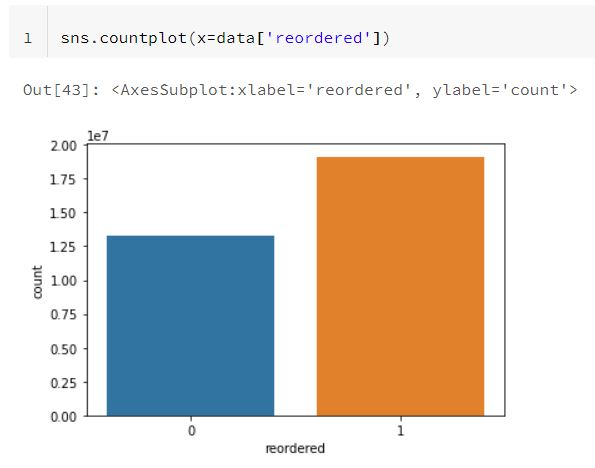 1 sns.countplot(x=data['reordered'])
Out[43]: <AxesSubplot:xlabel='reordered', ylabel='count'>
1e7
2.00
1.75
1.50
1.25
1.00
0.75
0.50
0.25
0.00
count
0 1
reordered